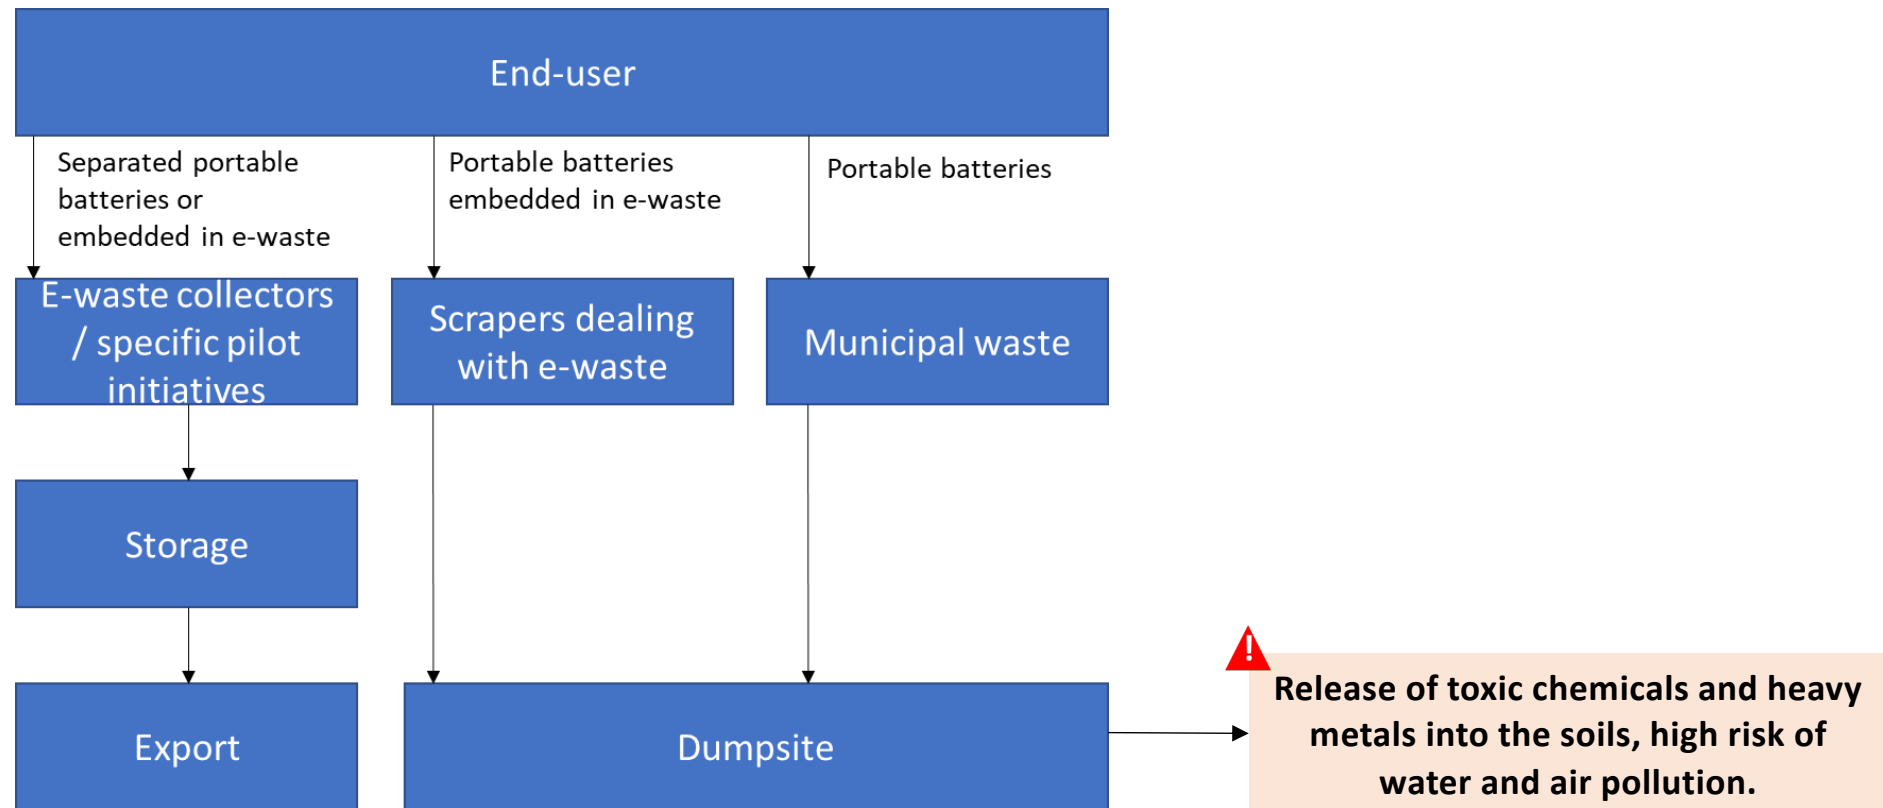 End-user
Separated portable
batteries or
embedded in e-waste
Portable batteries
embedded in e-waste
Portable batteries
E-waste collectors
/ specific pilot
initiatives
Scrapers dealing
with e-waste
Municipal waste
Storage
Export
Dumpsite
!
Release of toxic chemicals and heavy
metals into the soils, high risk of
water and air pollution.